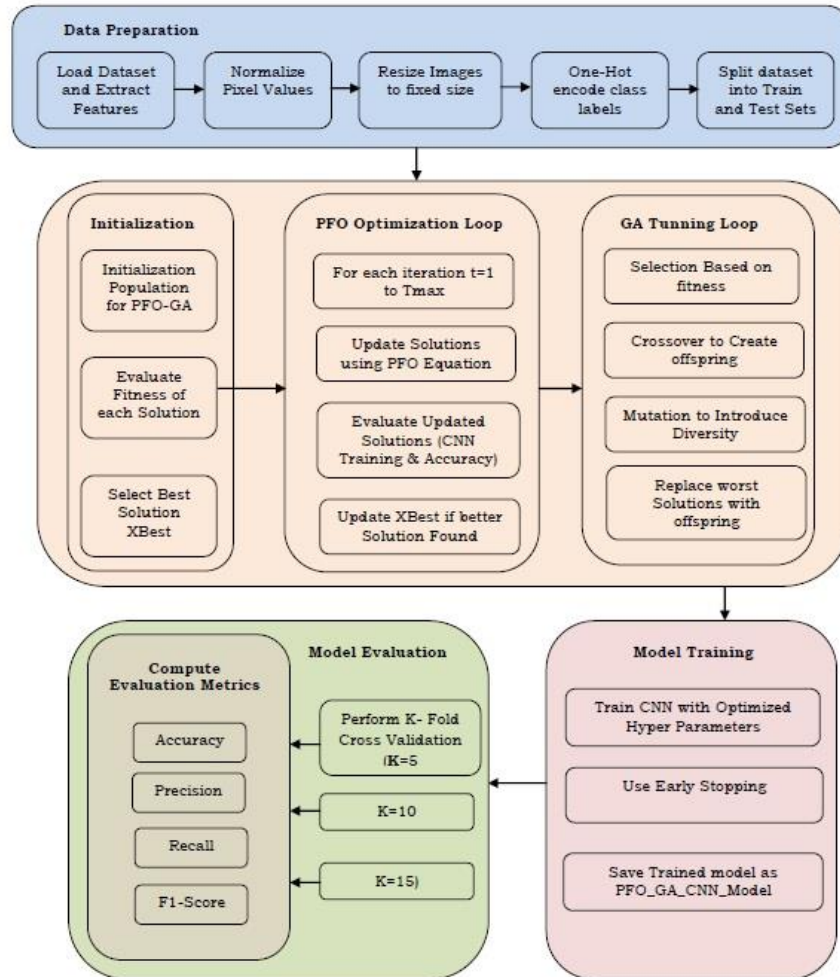 Data Preparation
Load Dataset
and Extract
Features
Normalize
Pixel Values
Resize Images
to fixed size
One-Hot
encode class
labels
Split dataset
into Train
and Test Sets
Initialization
Initialization
Population
for PFO-GA
Evaluate
Fitness of
each Solution
Select Best
Solution
XBest
PFO Optimization Loop
For each iteration t=1
to Tmax
Update Solutions
using PFO Equation
Evaluate Updated
Solutions (CNN
Training & Accuracy)
Update XBest if better
Solution Found
GA Tunning Loop
Selection Based on
fitness
Crossover to Create
offspring
Mutation to Introduce
Diversity
Replace worst
Solutions with
offspring
Model Training
Train CNN with Optimized
Hyper Parameters
Use Early Stopping
Save Trained model as
PFO_GA_CNN_Model
Model Evaluation
Perform K- Fold
Cross Validation
(K=5
K=10
K=15)
Compute
Evaluation Metrics
Accuracy
Precision
Recall
F1-Score